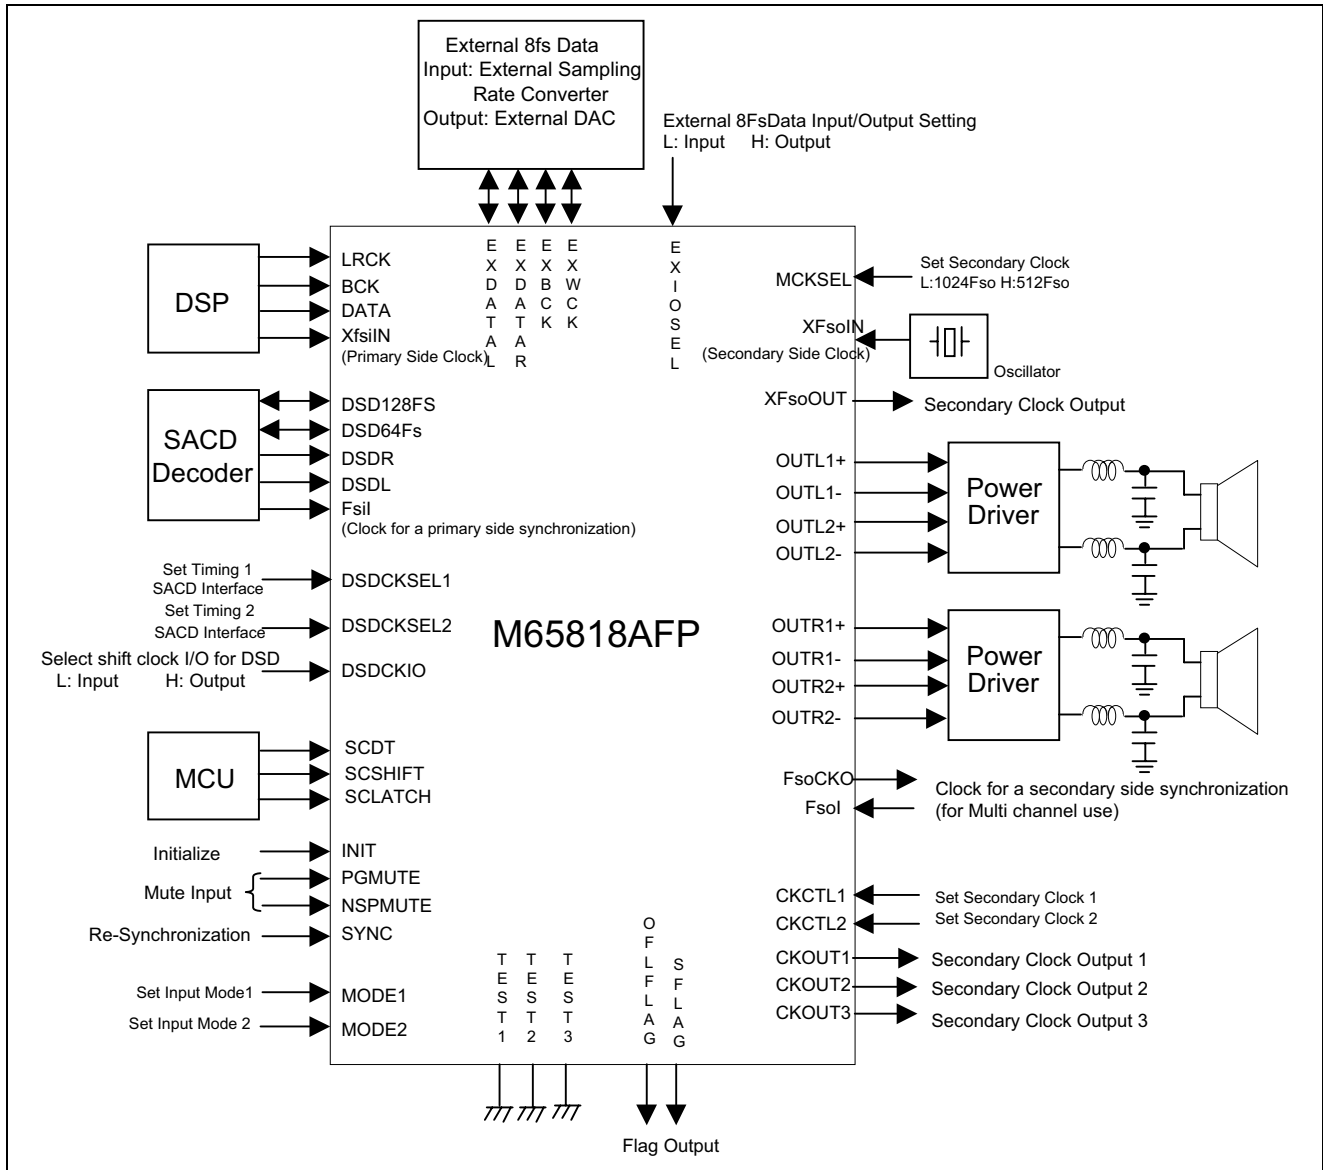 External 8fs Data
Input: External Sampling
Rate Converter
Output: External DAC
External 8FsData Input/Output Setting
L: Input H: Output
EXDATAL
EXDATAR
EXBCK
EXWCK
EXIOSEL
DSP
LRCK
BCK
DATA
XfsiIN
(Primary Side Clock)
SACD
Decoder
DSD128FS
DSD64Fs
DSDR
DSDL
FsiI
(Clock for a primary side synchronization)
Set Timing 1
SACD Interface
DSDCKSEL1
Set Timing 2
SACD Interface
DSDCKSEL2
Select shift clock I/O for DSD
L: Input H: Output
DSDCKIO
MCU
SCDT
SCSHIFT
SCLATCH
Initialize
INIT
Mute Input
PGMUTE
NSPMUTE
Re-Synchronization
SYNC
Set Input Mode1
MODE1
Set Input Mode 2
MODE2
M65818AFP
MCKSEL
Set Secondary Clock
L:1024Fso H:512Fso
XFsoIN
(Secondary Side Clock)
Oscillator
XFsoOUT
Secondary Clock Output
OUTL1+
OUTL1-
OUTL2+
OUTL2-
Power
Driver
OUTR1+
OUTR1-
OUTR2+
OUTR2-
Power
Driver
FsoCKO
FsoI
Clock for a secondary side synchronization
(for Multi channel use)
CKCTL1
Set Secondary Clock 1
CKCTL2
Set Secondary Clock 2
CKOUT1
Secondary Clock Output 1
CKOUT2
Secondary Clock Output 2
CKOUT3
Secondary Clock Output 3
TEST1
TEST2
TEST3
OFLFLAG
SFLAG
Flag Output